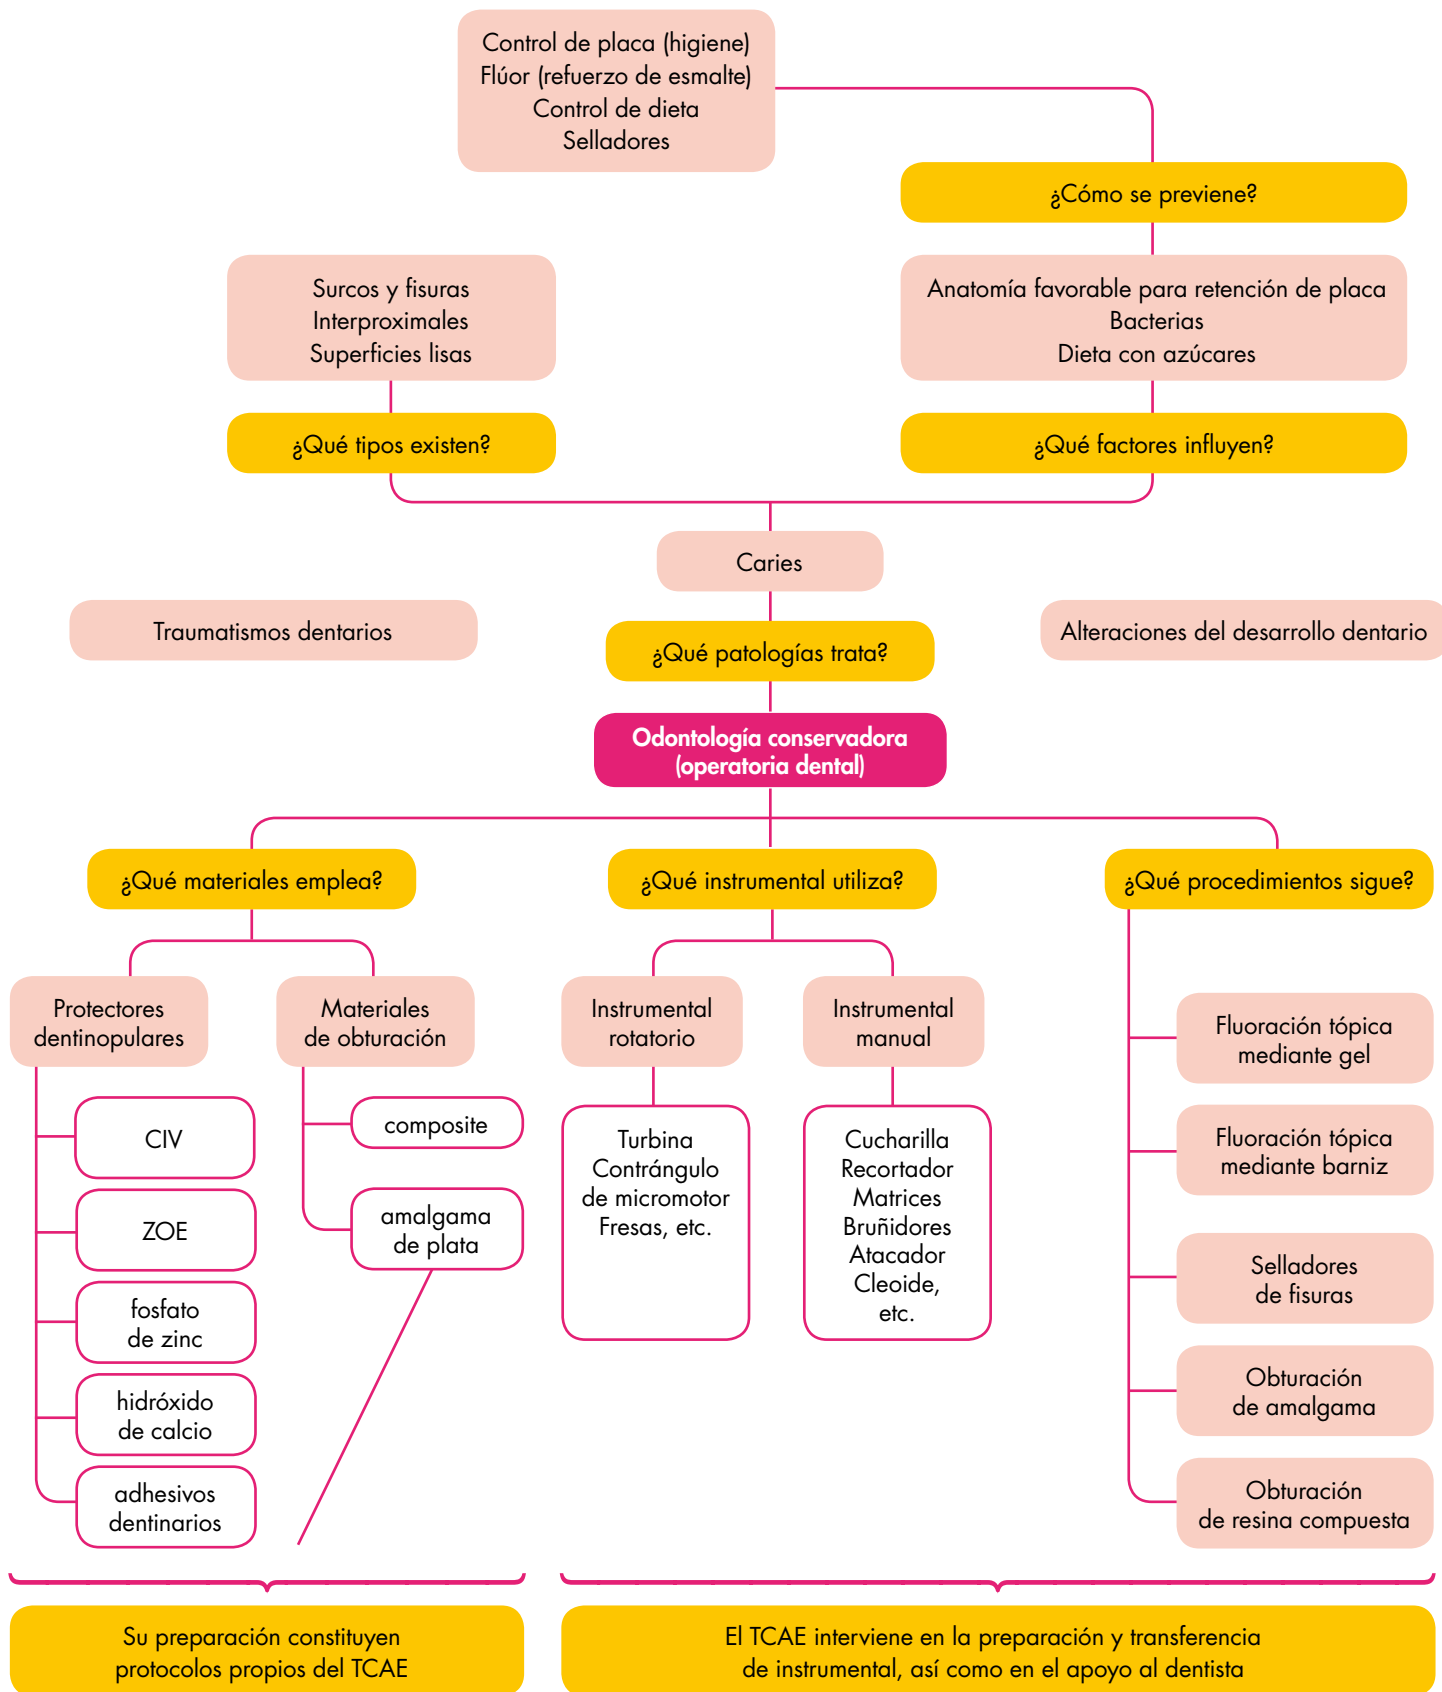 Control de placa (higiene)
Flúor (refuerzo de esmalte)
Control de dieta
Selladores
¿Cómo se previene?
Surcos y fisuras
Interproximales
Superficies lisas
Anatomía favorable para retención de placa
Bacterias
Dieta con azúcares
¿Qué tipos existen?
¿Qué factores influyen?
Caries
Traumatismos dentarios
Alteraciones del desarrollo dentario
¿Qué patologías trata?
Odontología conservadora
(operatoria dental)
¿Qué materiales emplea?
¿Qué instrumental utiliza?
¿Qué procedimientos sigue?
Protectores
dentinopulares
Materiales
de obturación
Instrumental
rotatorio
Instrumental
manual
CIV
ZOE
fosfato
de zinc
hidróxido
de calcio
adhesivos
dentinarios
composite
amalgama
de plata
Turbina
Contrángulo
de micromotor
Fresas, etc.
Cucharilla
Recortador
Matrices
Bruñidores
Atacador
Cleoide,
etc.
Fluoración tópica
mediante gel
Fluoración tópica
mediante barniz
Selladores
de fisuras
Obturación
de amalgama
Obturación
de resina compuesta
Su preparación constituyen
protocolos propios del TCAE
El TCAE interviene en la preparación y transferencia
de instrumental, así como en el apoyo al dentista